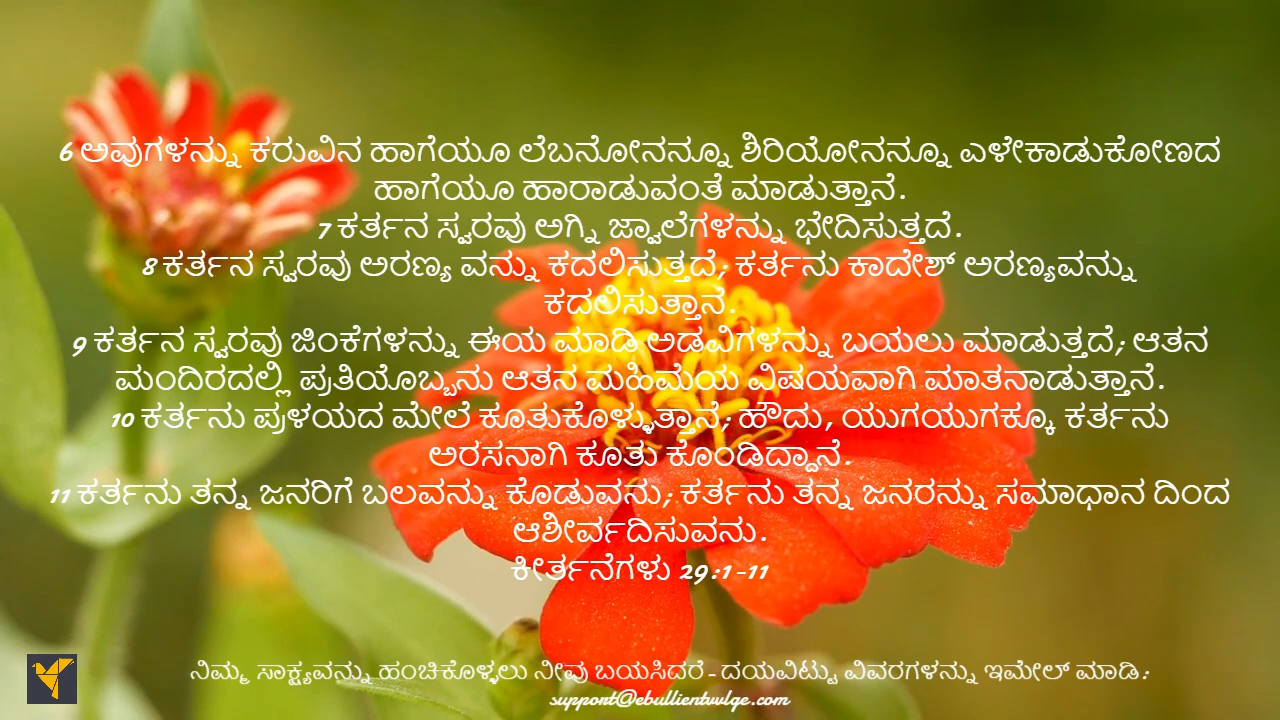 6 ಅವುಗಳನ್ನು ಕರುವಿನ ಹಾಗೆಯೂ ಲೆಬನೋನನ್ನೂ ಶಿರಿಯೋನನ್ನೂ ಎಳೇಕಾಡುಕೋಣದ
ಹಾಗೆಯೂ ಹಾರಾಡುವಂತೆ ಮಾಡುತ್ತಾನೆ.
7 ಕರ್ತನ ಸ್ವರವು ಅಗ್ನಿ ಜ್ವಾಲೆಗಳನ್ನು ಭೇದಿಸುತ್ತದೆ.
8 ಕರ್ತನ ಸ್ವರವು ಅರಣ್ಯ ವನ್ನು ಕದಲಿಸುತ್ತದೆ; ಕರ್ತನು ಕಾದೇಶ್ ಅರಣ್ಯವನ್ನು
ಕದಲಿಸುತ್ತಾನೆ.
9 ಕರ್ತನ ಸ್ವರವು ಜಿಂಕೆಗಳನ್ನು ಈಯ ಮಾಡಿ ಅಡವಿಗಳನ್ನು ಬಯಲು ಮಾಡುತ್ತದೆ; ಆತನ
ಮಂದಿರದಲ್ಲಿ ಪ್ರತಿಯೊಬ್ಬನು ಆತನ ಮಹಿಮೆಯ ವಿಷಯವಾಗಿ ಮಾತನಾಡುತ್ತಾನೆ.
10 ಕರ್ತನು ಪ್ರಳಯದ ಮೇಲೆ ಕೂತುಕೊಳ್ಳುತ್ತಾನೆ; ಹೌದು, ಯುಗಯುಗಕ್ಕೂ ಕರ್ತನು
ಅರಸನಾಗಿ ಕೂತು ಕೊಂಡಿದ್ದಾನೆ.
11 ಕರ್ತನು ತನ್ನ ಜನರಿಗೆ ಬಲವನ್ನು ಕೊಡುವನು; ಕರ್ತನು ತನ್ನ ಜನರನ್ನು ಸಮಾಧಾನ ದಿಂದ
ಆಶೀರ್ವದಿಸುವನು.
ಕೀರ್ತನೆಗಳು 29:1-11
ನಿಮ್ಮ ಸಾಕ್ಷ್ಯವನ್ನು ಹಂಚಿಕೊಳ್ಳಲು ನೀವು ಬಯಸಿದರೆ - ದಯವಿಟ್ಟು ವಿವರಗಳನ್ನು ಇಮೇಲ್ ಮಾಡಿ:
support@ebullientwlge.com